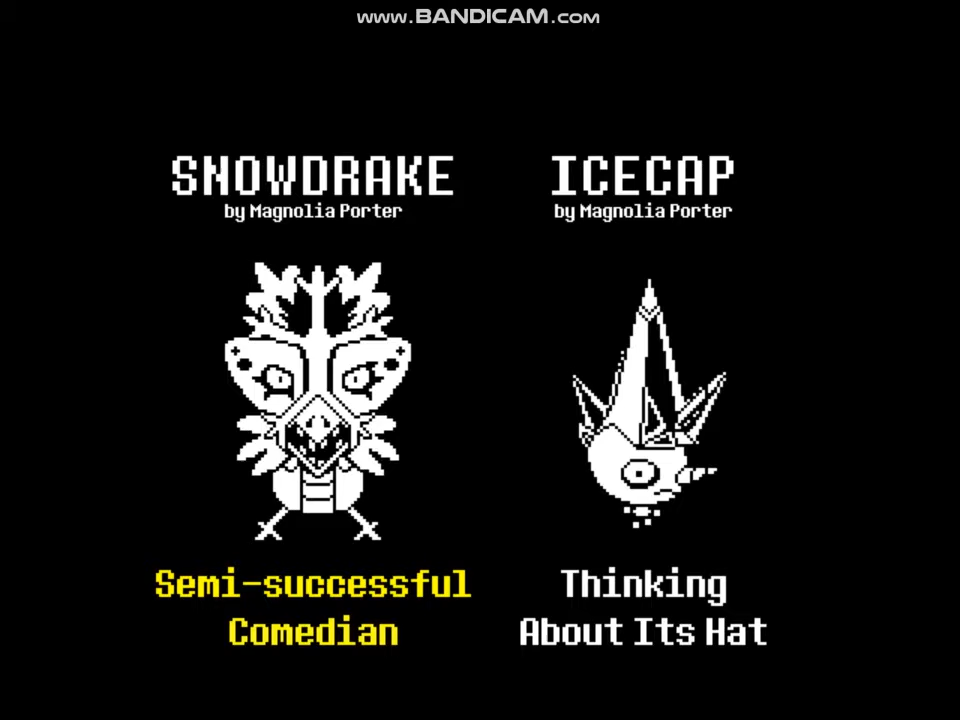 www.BANDICAM.com
SNOWDRAKE
by Magnolia Porter
ICECAP
by Magnolia Porter
Semi-successful
Comedian
Thinking
About Its Hat